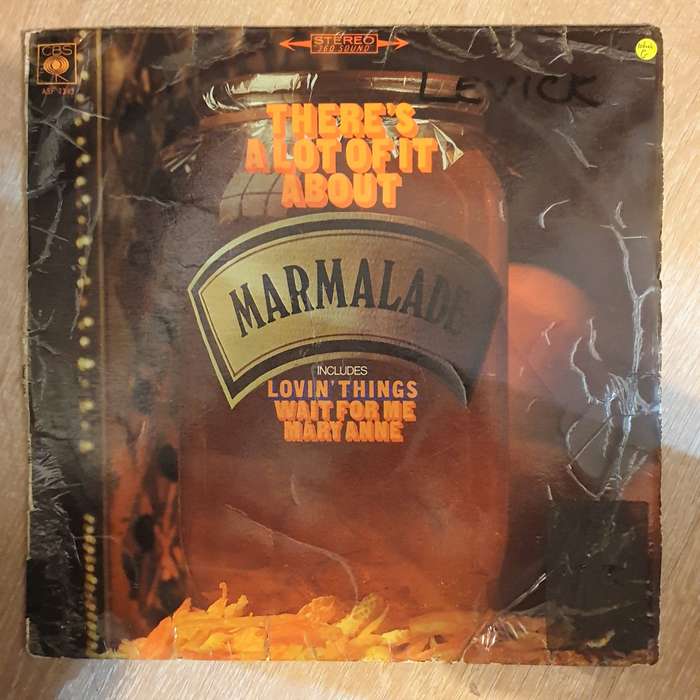 CBS
STEREO
360 SOUND
LEVICK
THERE'S
A LOT OF IT
ABOUT
MARMALADE
INCLUDES
LOVIN' THINGS
WAIT FOR ME
MARY ANNE